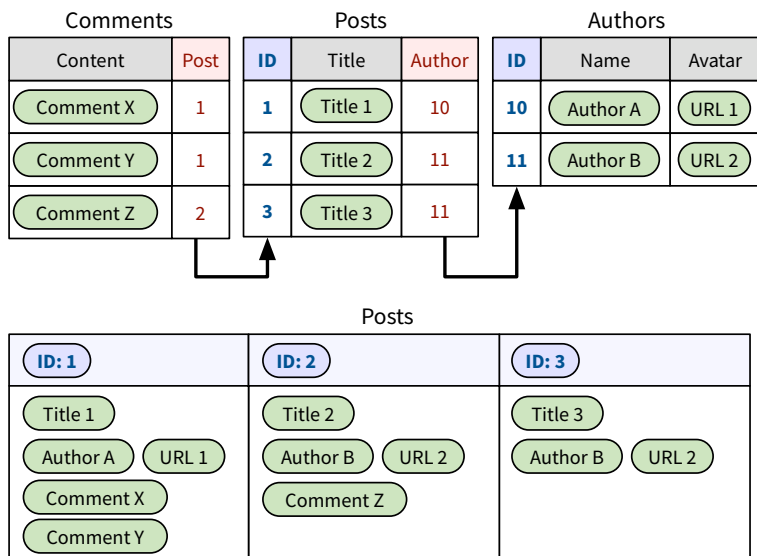 Comments Posts Authors
Content Post ID Title Author ID Name Avatar
Comment X 1 1 Title 1 10 10 Author A URL 1
Comment Y 1 2 Title 2 11 11 Author B URL 2
Comment Z 2 3 Title 3 11
Posts
ID: 1 ID: 2 ID: 3
Title 1 Title 2 Title 3
Author A URL 1 Author B URL 2 Author B URL 2
Comment X Comment Z
Comment Y